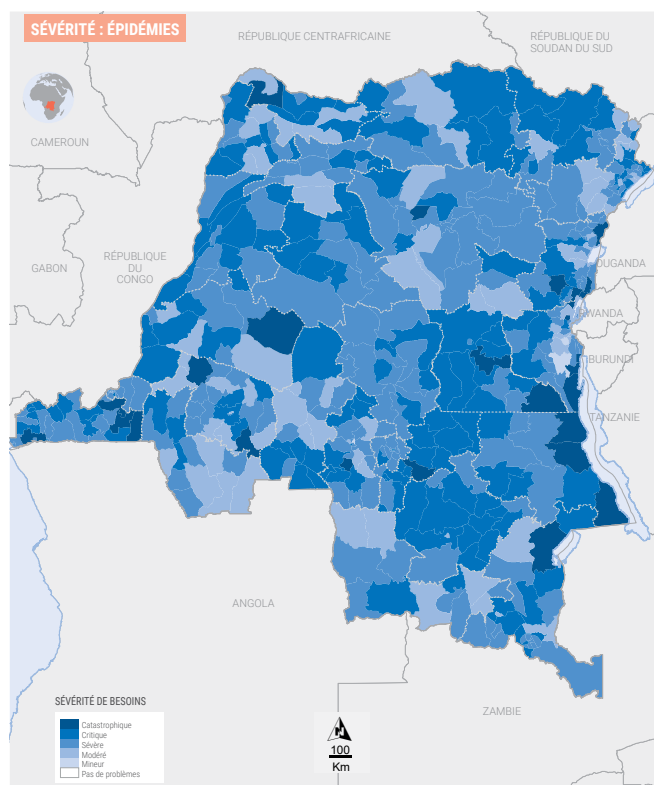 SÉVÉRITÉ : ÉPIDÉMIES
RÉPUBLIQUE CENTRAFRICAINE
RÉPUBLIQUE DU
SOUDAN DU SUD
CAMEROUN
GABON
RÉPUBLIQUE
DU
CONGO
OUGANDA
RWANDA
BURUNDI
TANZANIE
ANGOLA
ZAMBIE
SÉVÉRITÉ DE BESOINS
Catastrophique
Critique
Sévère
Modéré
Mineur
Pas de problèmes
N
100
Km